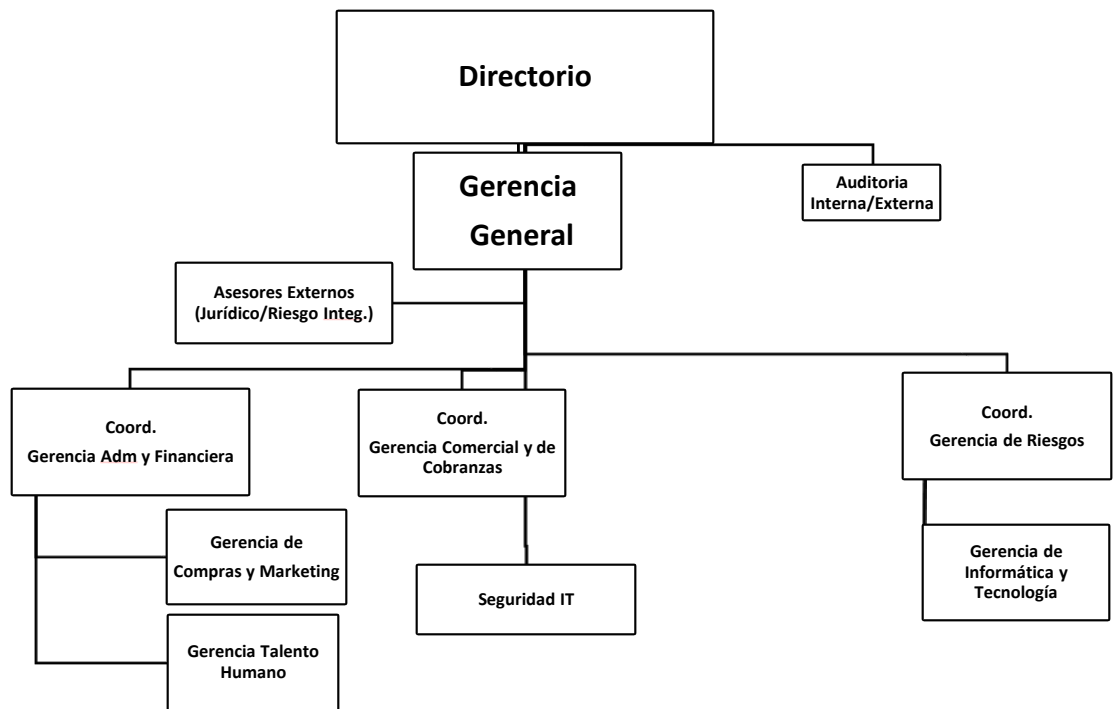 Directorio
Gerencia
General
Auditoria
Interna/Externa
Asesores Externos
(Jurídico/Riesgo Integ.)
Coord.
Gerencia Adm y Financiera
Coord.
Gerencia Comercial y de
Cobranzas
Coord.
Gerencia de Riesgos
Gerencia de
Compras y Marketing
Seguridad IT
Gerencia de
Informática y
Tecnología
Gerencia Talento
Humano